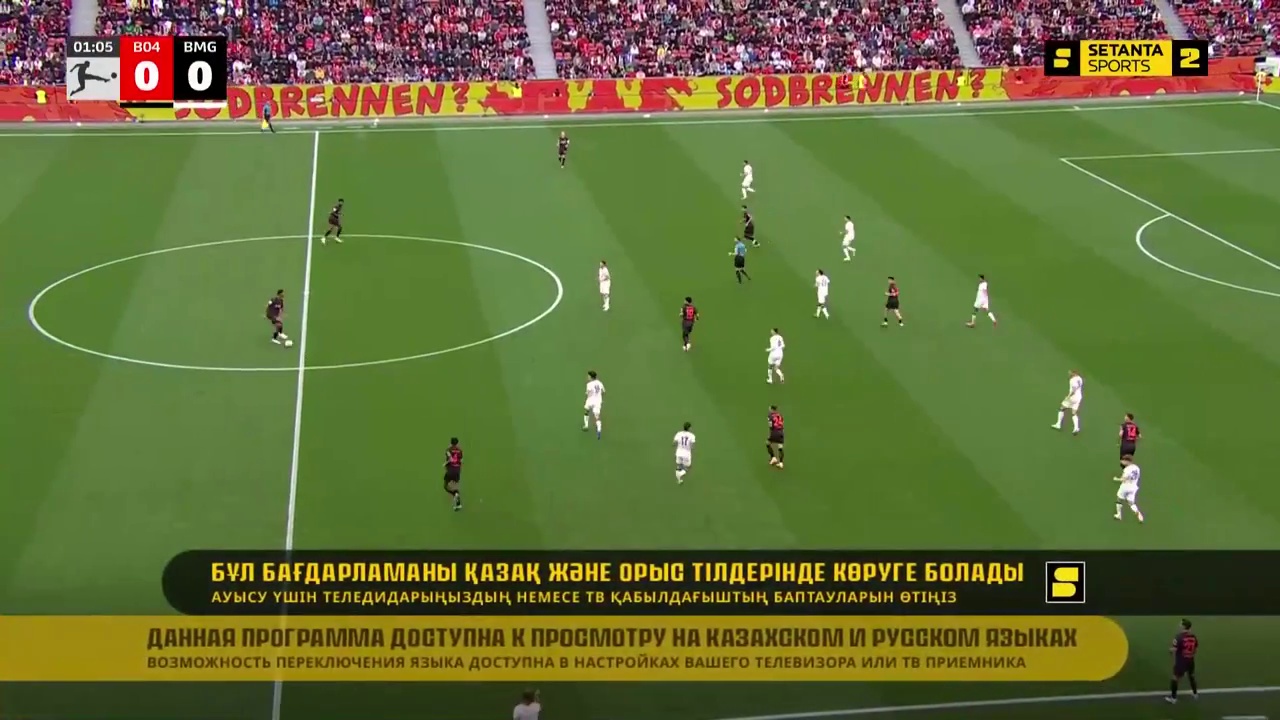 01:05 B04 BMG
0 0
SETANTA
SPORTS 2
SÜDBRENNEN? SÜDBRENNEN?
БҰЛ БАҒДАРЛАМАНЫ ҚАЗАҚ ЖӘНЕ ОРЫС ТІЛДЕРІНДЕ КӨРУГЕ БОЛАДЫ
АУЫСУ ҮШІН ТЕЛЕДИДАРЫҢЫЗДЫҢ НЕМЕСЕ ТВ ҚАБЫЛДАҒЫШТЫҢ БАПТАУЛАРЫН ӨТІҢІЗ
ДАННАЯ ПРОГРАММА ДОСТУПНА К ПРОСМОТРУ НА КАЗАХСКОМ И РУССКОМ ЯЗЫКАХ
ВОЗМОЖНОСТЬ ПЕРЕКЛЮЧЕНИЯ ЯЗЫКА ДОСТУПНА В НАСТРОЙКАХ ВАШЕГО ТЕЛЕВИЗОРА ИЛИ ТВ ПРИЕМНИКА